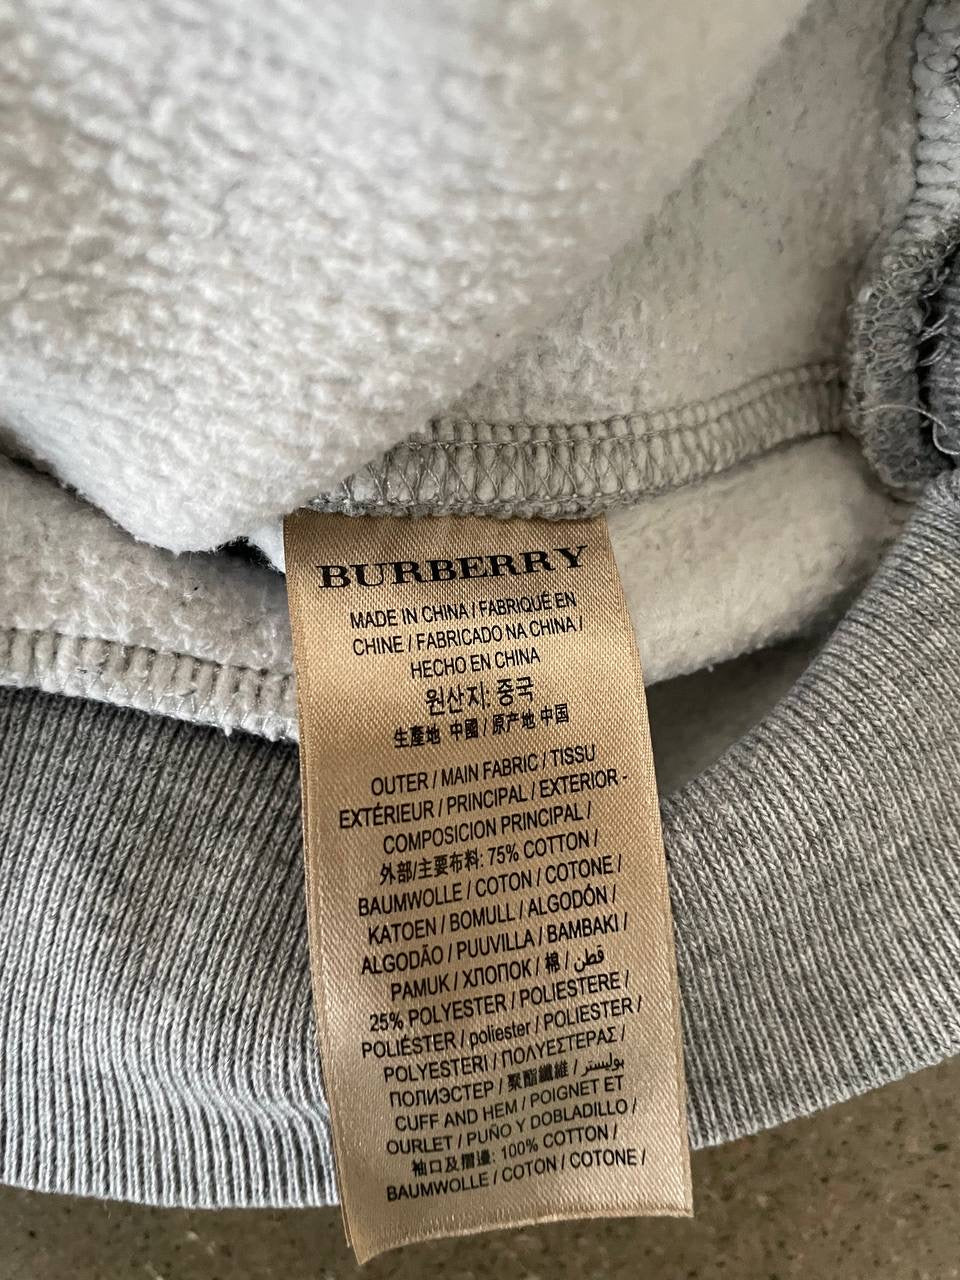 BURBERRY
MADE IN CHINA / FABRIQUÉ EN
CHINE / FABRICADO NA CHINA /
HECHO EN CHINA
원산지: 중국
生產地 中國 / 原产地 中国
OUTER / MAIN FABRIC / TISSU
EXTÉRIEUR / PRINCIPAL / EXTERIOR -
COMPOSICION PRINCIPAL /
外部/主要布料: 75% COTTON /
BAUMWOLLE / COTON / COTONE /
KATOEN / BOMULL / ALGODÓN /
ALGODÃO / PUUVILLA / BAMBAKI /
PAMUK / ХЛОПОК / 棉 / قطن
25% POLYESTER / POLIESTERE /
POLIÉSTER / poliester / POLIESTER /
POLYESTERI / ΠΟΛΥΕΣΤΕΡΑΣ /
ПОЛИЭСТЕР / 聚酯纖維 / بوليستر
CUFF AND HEM / POIGNET ET
OURLET / PUÑO Y DOBLADILLO /
袖口及摺邊: 100% COTTON /
BAUMWOLLE / COTON / COTONE /